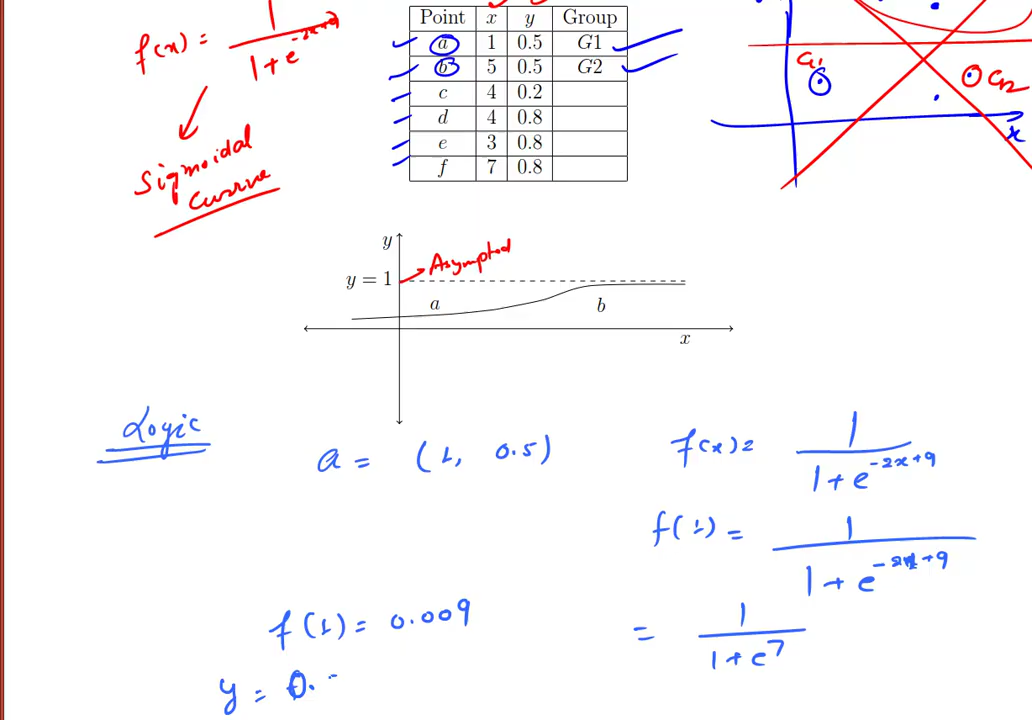 f(x) = 1 / 1 + e^-2x+9
Sigmoidal
Curve
Point x y Group
a 1 0.5 G1
b 5 0.5 G2
c 4 0.2
d 4 0.8
e 3 0.8
f 7 0.8
G1
G2
x
y
Asymptod
y = 1
a b
x
Logic
a = (1, 0.5)
f(x) = 1 / 1 + e^-2x+9
f(1) = 1 / 1 + e^-2x1+9
f(1) = 0.009
= 1 / 1 + e^7
y = 0.